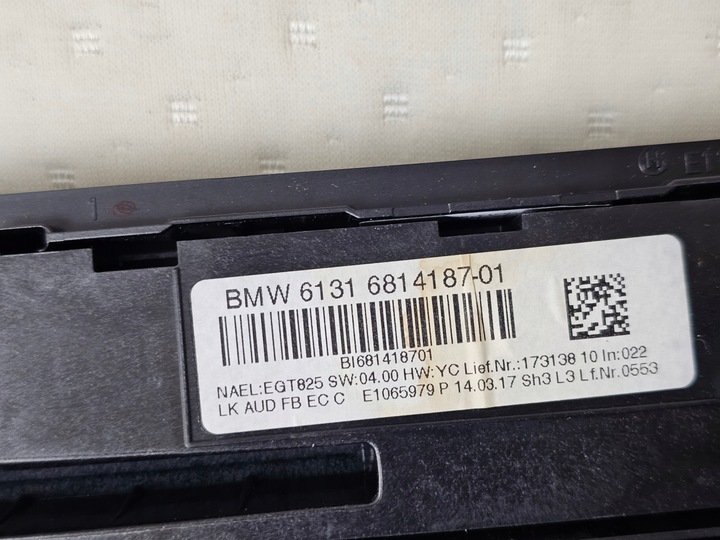 1
BMW 6131 6814187-01
BI681418701
NAEL:EGT825 SW:04.00 HW:YC Lief.Nr.:173138 10 In:022
LK AUD FB EC C E1065979 P 14.03.17 Sh3 L3 Lf.Nr.0553